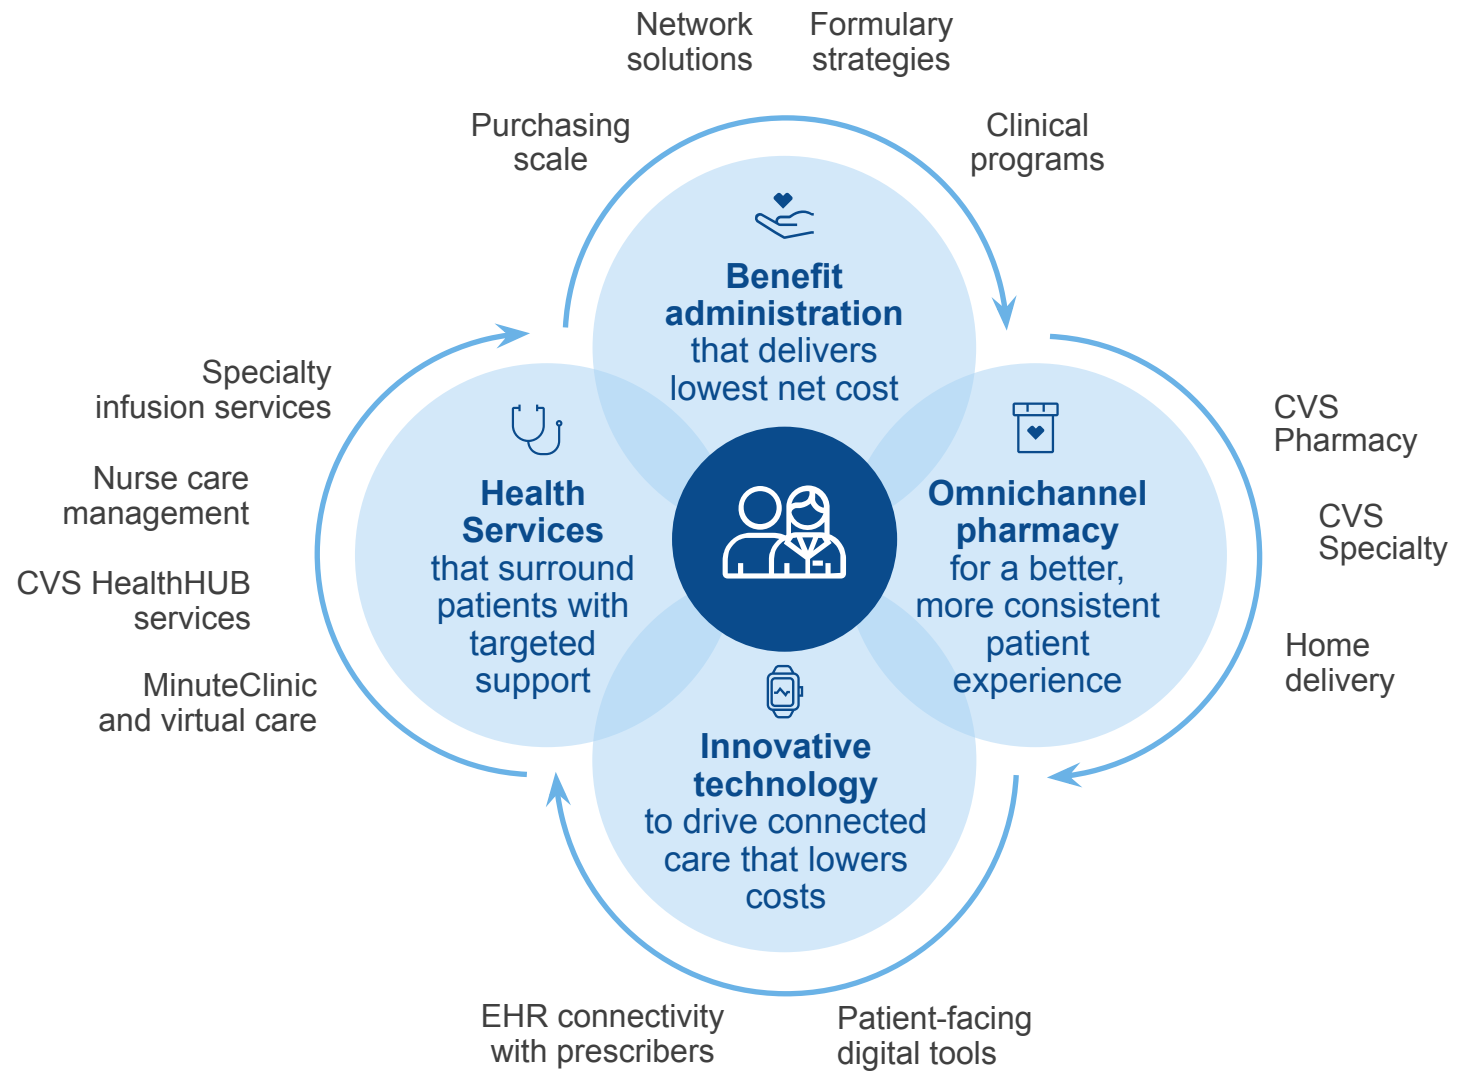 Network
solutions
Formulary
strategies
Purchasing
scale
Clinical
programs
Benefit
administration
that delivers
lowest net cost
Specialty
infusion services
Nurse care
management
CVS HealthHUB
services
MinuteClinic
and virtual care
Health
Services
that surround
patients with
targeted
support
Omnichannel
pharmacy
for a better,
more consistent
patient
experience
CVS
Pharmacy
CVS
Specialty
Home
delivery
Innovative
technology
to drive connected
care that lowers
costs
EHR connectivity
with prescribers
Patient-facing
digital tools